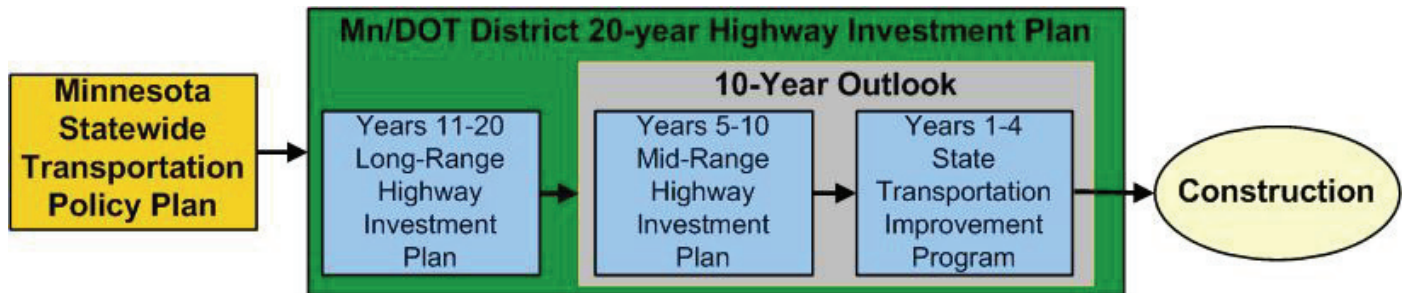 Mn/DOT District 20-year Highway Investment Plan
Minnesota
Statewide
Transportation
Policy Plan
10-Year Outlook
Years 11-20
Long-Range
Highway
Investment
Plan
Years 5-10
Mid-Range
Highway
Investment
Plan
Years 1-4
State
Transportation
Improvement
Program
Construction